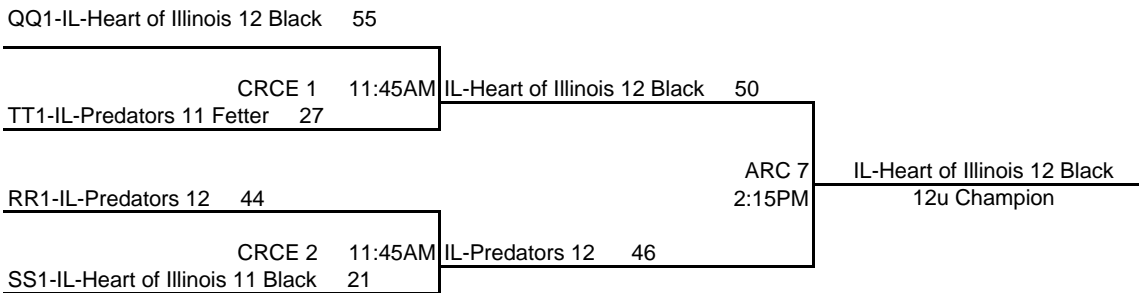 QQ1-IL-Heart of Illinois 12 Black 55
CRCE 1 11:45AM IL-Heart of Illinois 12 Black 50
TT1-IL-Predators 11 Fetter 27
ARC 7 IL-Heart of Illinois 12 Black
RR1-IL-Predators 12 44 2:15PM 12u Champion
CRCE 2 11:45AM IL-Predators 12 46
SS1-IL-Heart of Illinois 11 Black 21